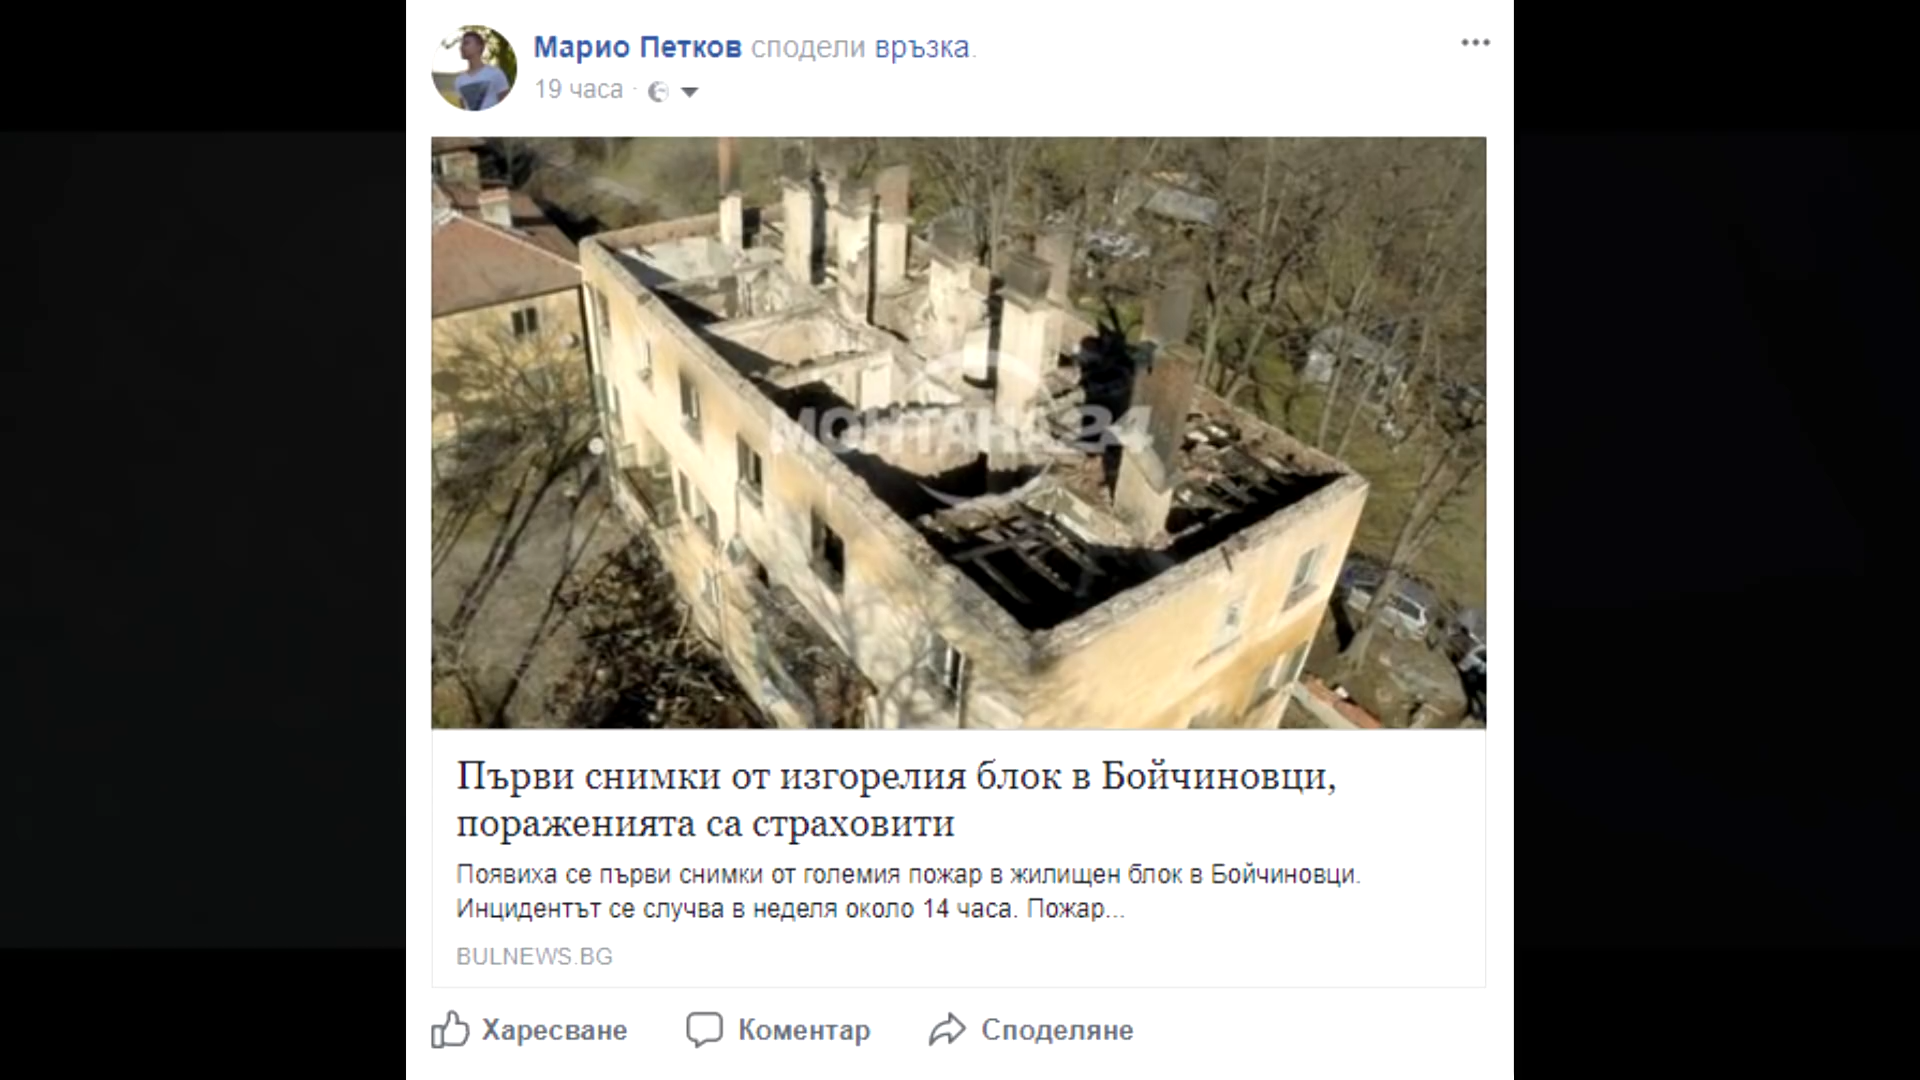 Марио Петков сподели връзка.
19 часа ·
МОНТАНА24
Първи снимки от изгорелия блок в Бойчиновци,
пораженията са страховити
Появиха се първи снимки от големия пожар в жилищен блок в Бойчиновци.
Инцидентът се случва в неделя около 14 часа. Пожар...
BULNEWS.BG
Харесване Коментар Споделяне